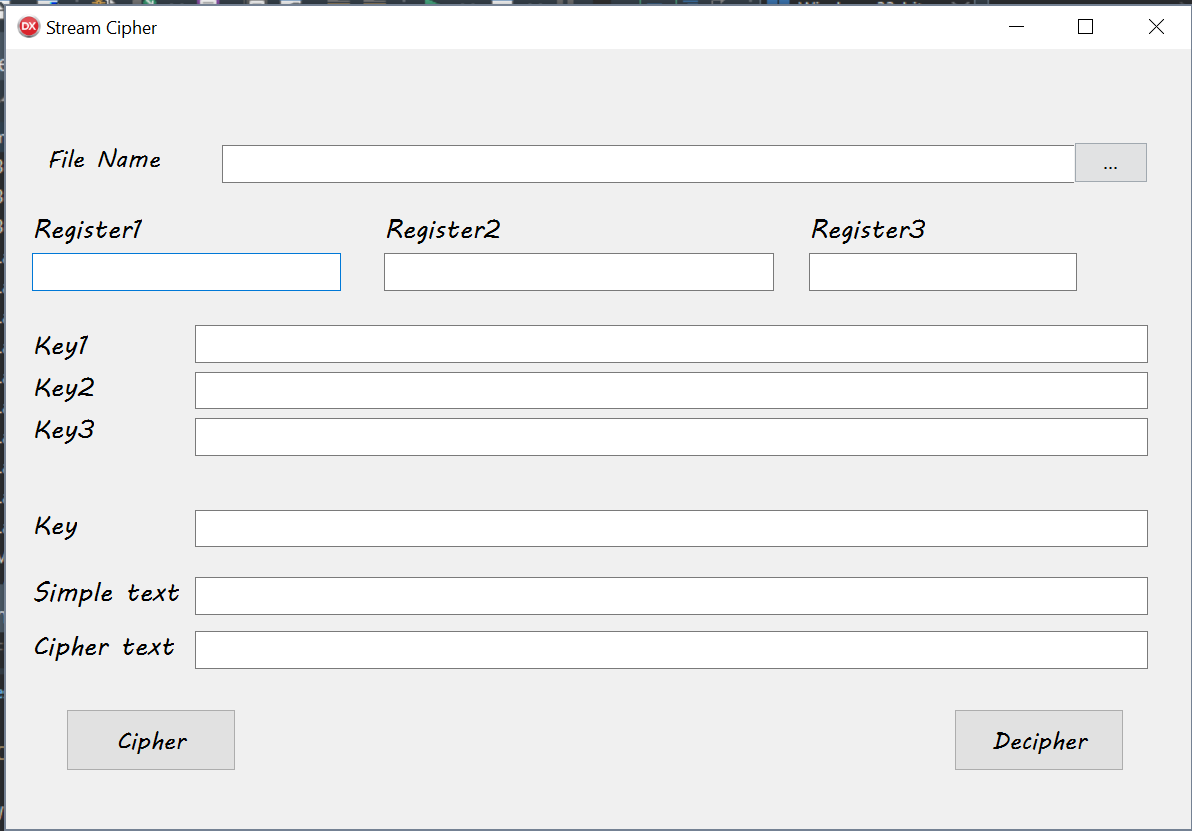 DX Stream Cipher
File Name ...
Register1 Register2 Register3
Key1
Key2
Key3
Key
Simple text
Cipher text
Cipher Decipher